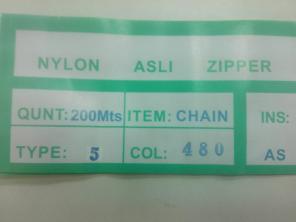 NYLON ASLI ZIPPER
QUNT: 200Mts ITEM: CHAIN INS:
TYPE: 5 COL: 480 AS